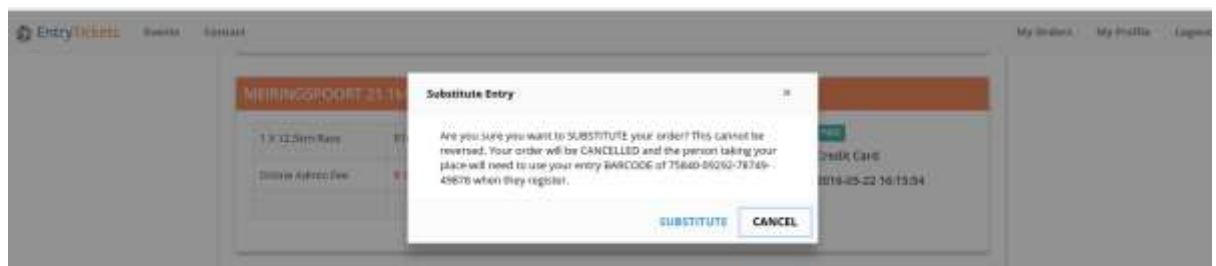 EntryTickets Events Contact My Orders My Profile Logout
MEIRINGSPOORT 21.1
Substitute Entry ×
Are you sure you want to SUBSTITUTE your order? This cannot be
reversed. Your order will be CANCELLED and the person taking your
place will need to use your entry BARCODE of 75840-09292-78749-
49878 when they register.
1 X 12.5km Race
Credit Card
Online Admin Fee
2016-05-22 16:15:54
SUBSTITUTE CANCEL